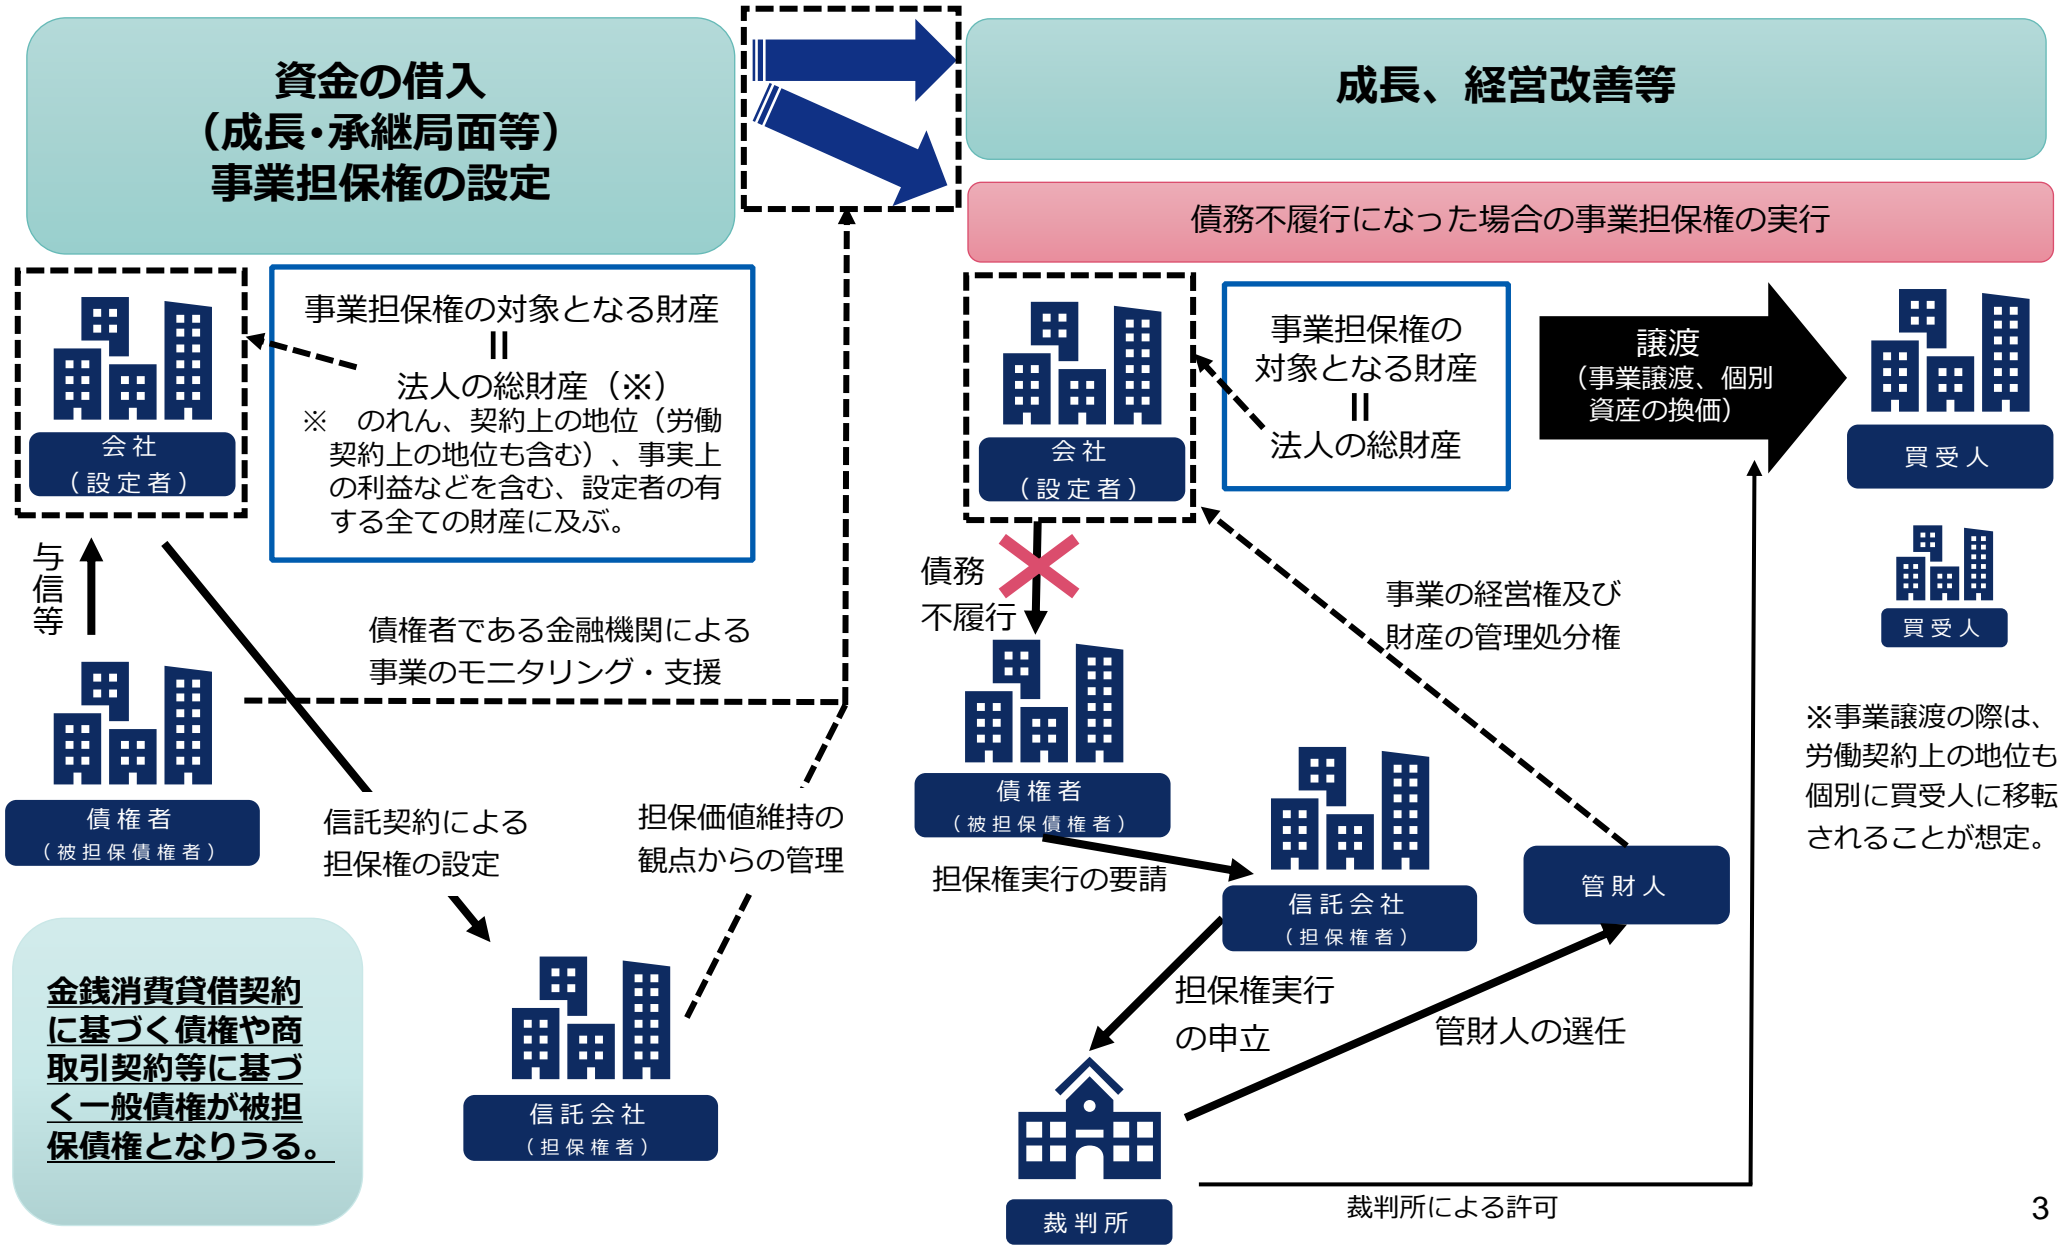 資金の借入
（成長・承継局面等）
事業担保権の設定
成長、経営改善等
債務不履行になった場合の事業担保権の実行
会社
（設定者）
事業担保権の対象となる財産
＝
法人の総財産（※）
※　のれん、契約上の地位（労働
契約上の地位も含む）、事実上
の利益などを含む、設定者の有
する全ての財産に及ぶ。
与信等
債権者である金融機関による
事業のモニタリング・支援
債権者
（被担保債権者）
信託契約による
担保権の設定
担保価値維持の
観点からの管理
金銭消費貸借契約
に基づく債権や商
取引契約等に基づ
く一般債権が被担
保債権となりうる。
信託会社
（担保権者）
会社
（設定者）
事業担保権の
対象となる財産
＝
法人の総財産
譲渡
（事業譲渡、個別
資産の換価）
買受人
買受人
債務
不履行
事業の経営権及び
財産の管理処分権
※事業譲渡の際は、
労働契約上の地位も
個別に買受人に移転
されることが想定。
債権者
（被担保債権者）
担保権実行の要請
信託会社
（担保権者）
管財人
担保権実行
の申立
管財人の選任
裁判所
裁判所による許可
3